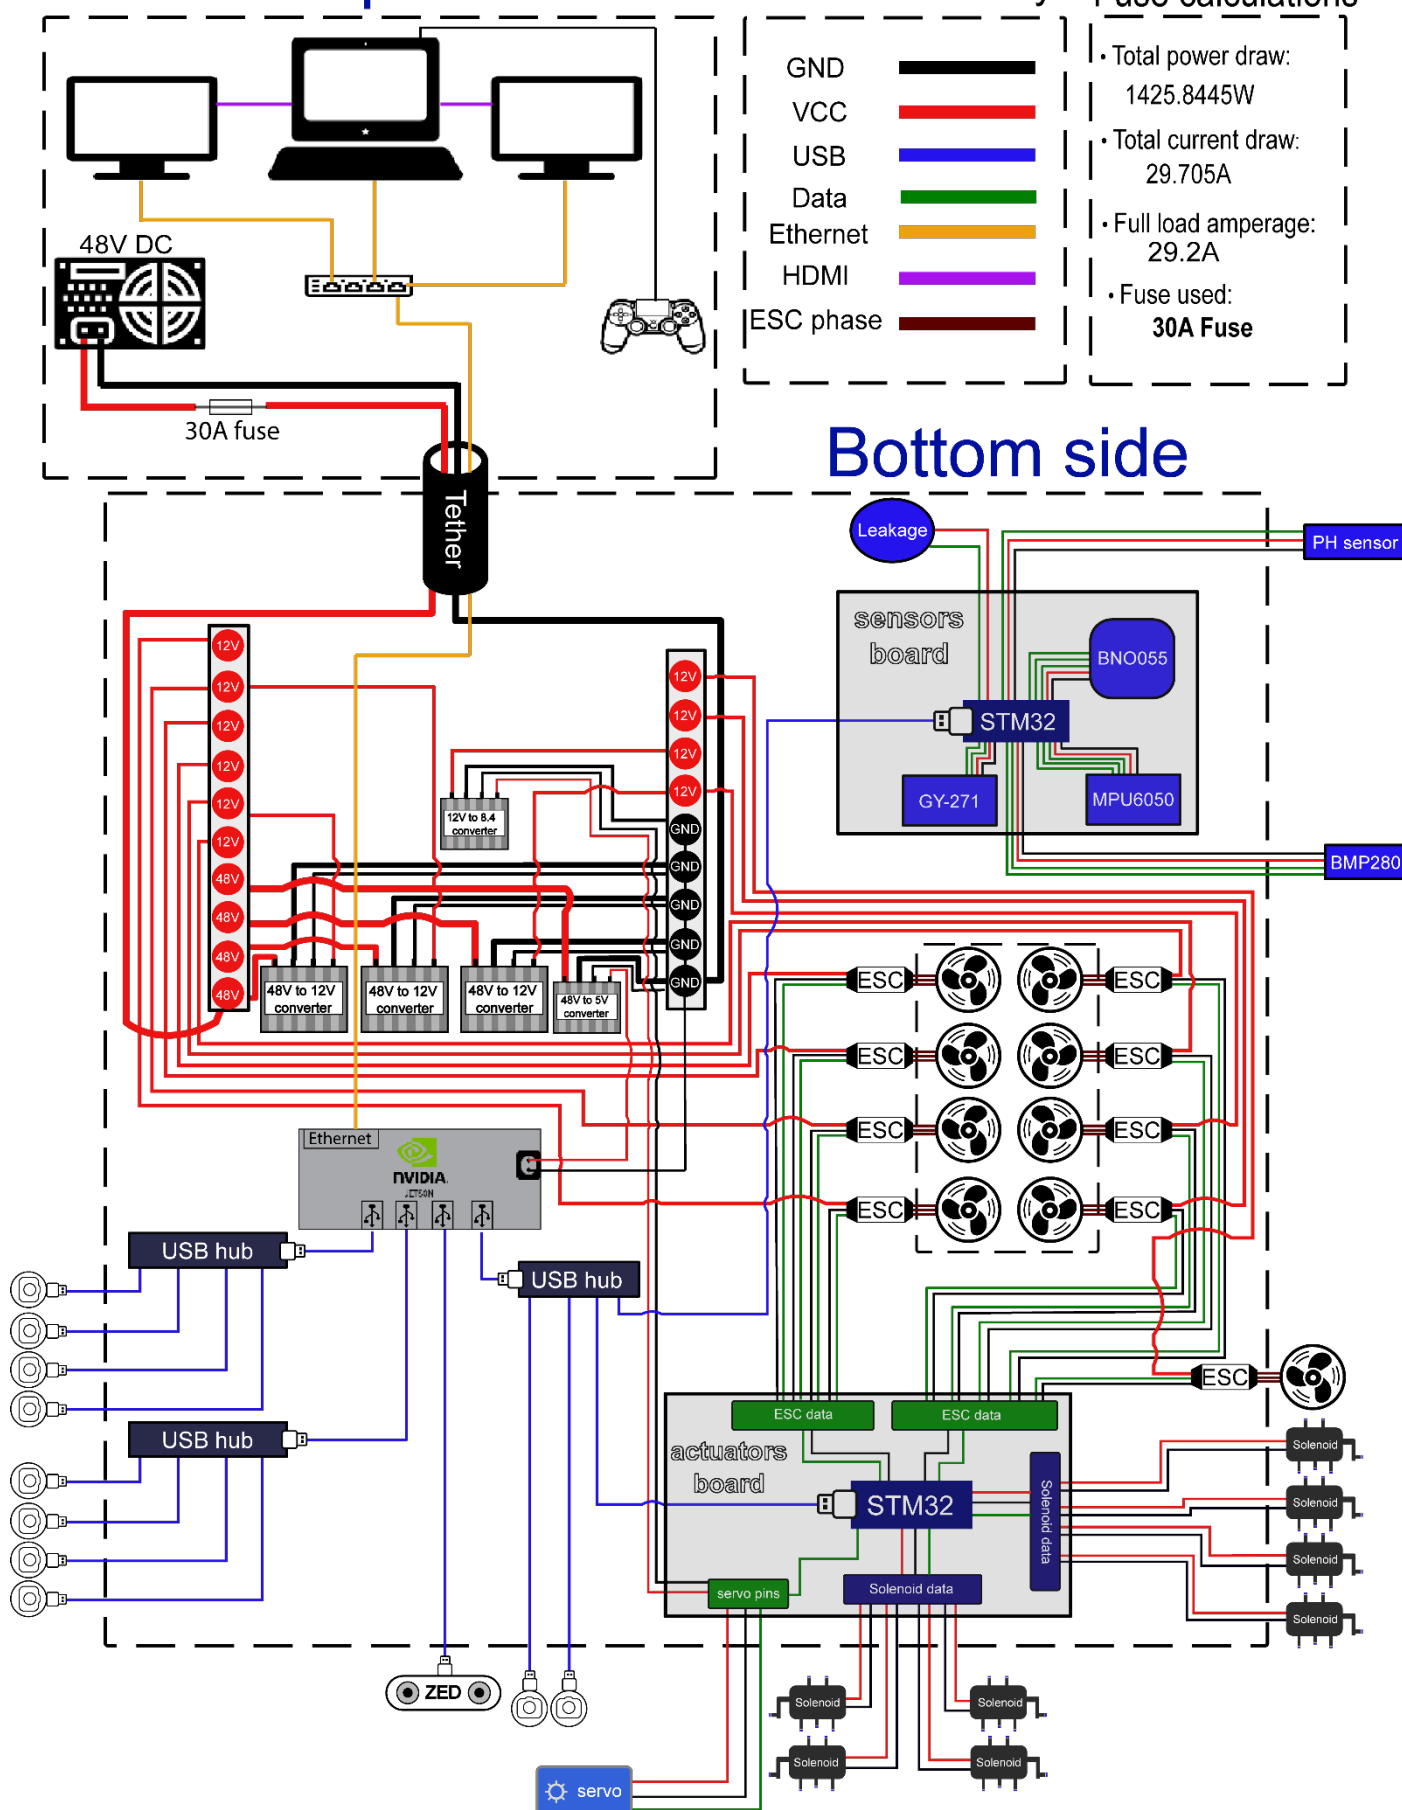 Fuse calculations
GND
VCC
USB
Data
Ethernet
HDMI
ESC phase
· Total power draw:
1425.8445W
· Total current draw:
29.705A
· Full load amperage:
29.2A
· Fuse used:
30A Fuse
48V DC
30A fuse
Tether
Bottom side
Leakage
PH sensor
sensors
board
BNO055
STM32
GY-271
MPU6050
BMP280
12V
12V
12V
12V
12V
12V
48V
48V
48V
48V
12V
12V
12V
12V
GND
GND
GND
GND
GND
12V to 8.4
converter
48V to 12V
converter
48V to 12V
converter
48V to 12V
converter
48V to 5V
converter
ESC
ESC
ESC
ESC
ESC
ESC
ESC
ESC
ESC
Ethernet
NVIDIA.
JETSON
USB hub
USB hub
USB hub
ESC data
ESC data
actuators
board
STM32
Solenoid data
Solenoid data
servo pins
Solenoid
Solenoid
Solenoid
Solenoid
Solenoid
Solenoid
Solenoid
Solenoid
ZED
servo